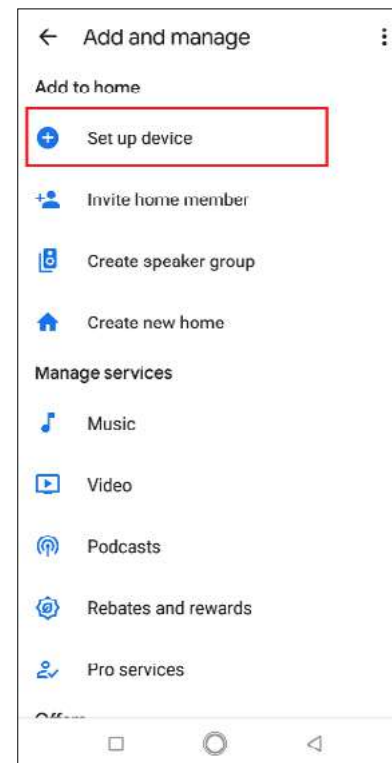 Add and manage
Add to home
Set up device
Invite home member
Create speaker group
Create new home
Manage services
Music
Video
Podcasts
Rebates and rewards
Pro services